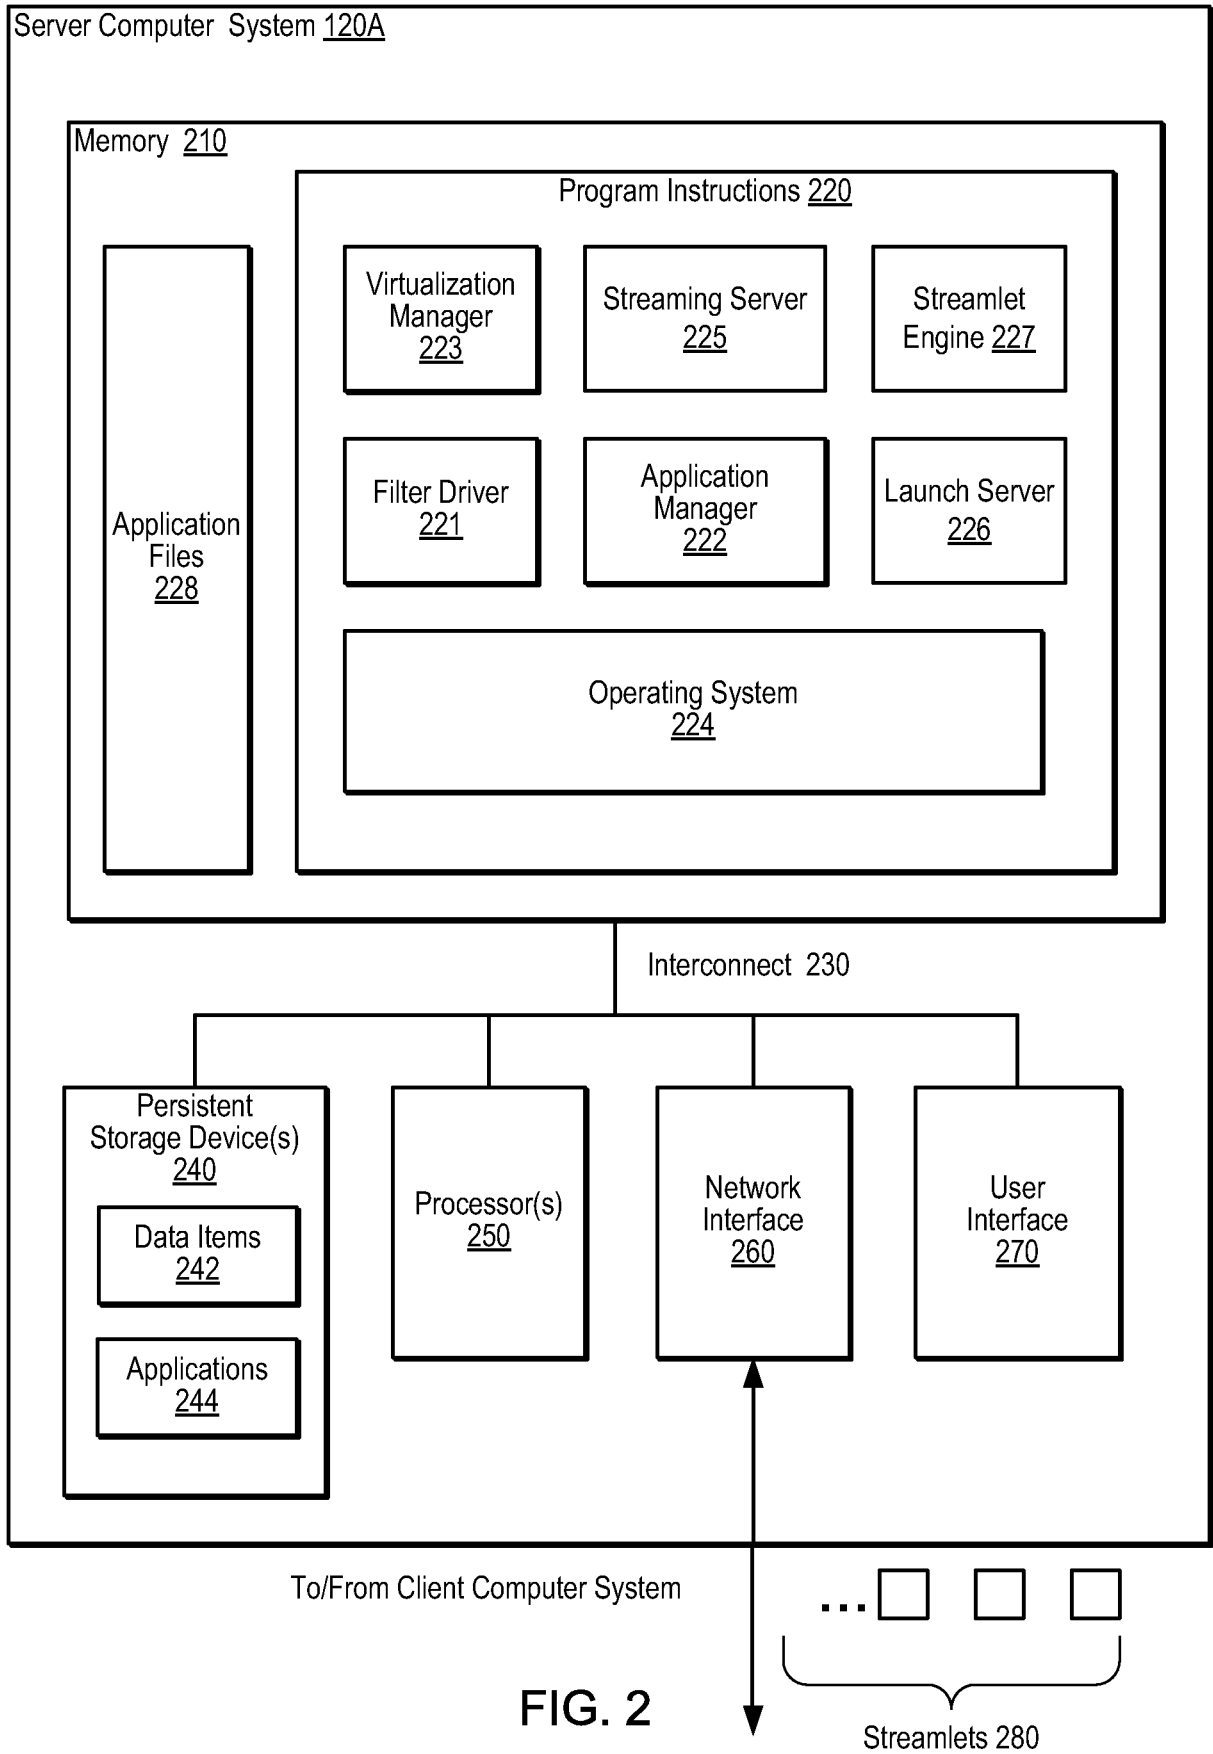 Server Computer System 120A
Memory 210
Program Instructions 220
Virtualization
Manager
223
Streaming Server
225
Streamlet
Engine 227
Filter Driver
221
Application
Manager
222
Launch Server
226
Application
Files
228
Operating System
224
Interconnect 230
Persistent
Storage Device(s)
240
Data Items
242
Applications
244
Processor(s)
250
Network
Interface
260
User
Interface
270
To/From Client Computer System
...
Streamlets 280
FIG. 2